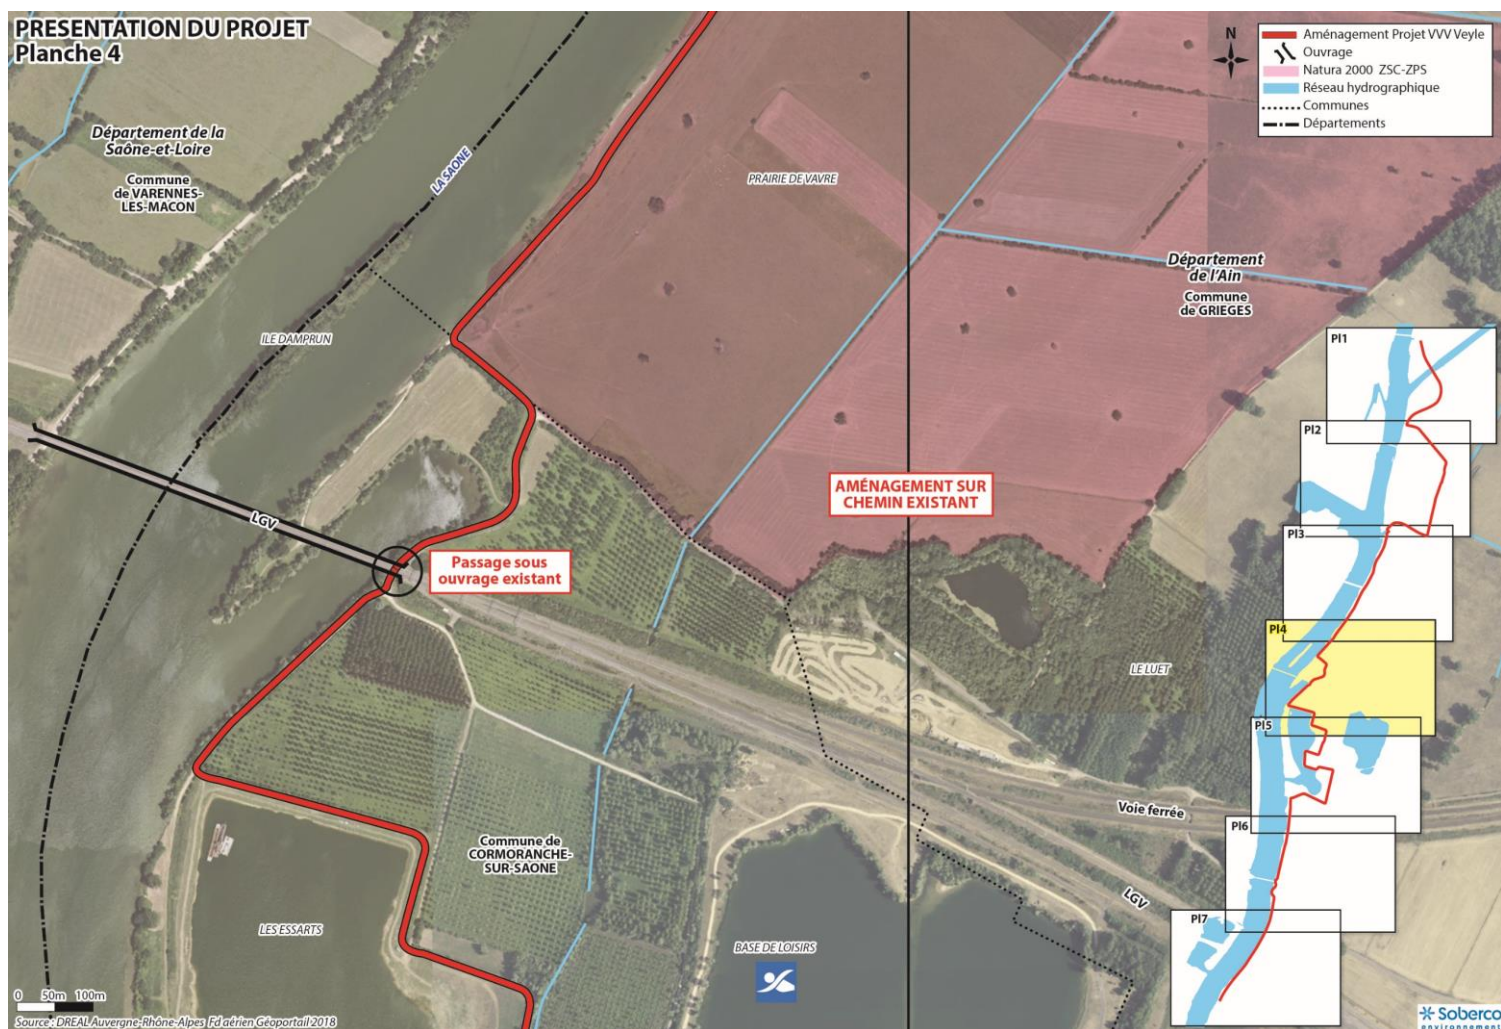 PRESENTATION DU PROJET
Planche 4
N
Aménagement Projet VVV Veyle
Ouvrage
Natura 2000 ZSC-ZPS
Réseau hydrographique
Communes
Départements
Département de la
Saône-et-Loire
Commune
de VARENNES-
LES-MACON
LA SAONE
PRAIRIE DE VAVRE
Département
de l'Ain
Commune
de GRIEGES
ILE DAMPRUN
LGV
Passage sous
ouvrage existant
AMÉNAGEMENT SUR
CHEMIN EXISTANT
LE LUET
Pl1
Pl2
Pl3
Pl4
Pl5
Pl6
Pl7
Voie ferrée
LGV
Commune de
CORMORANCHE-
SUR-SAONE
LES ESSARTS
BASE DE LOISIRS
0 50m 100m
Source : DREAL Auvergne-Rhône-Alpes Fd aérien Géoportail 2018
Soberco
environnement